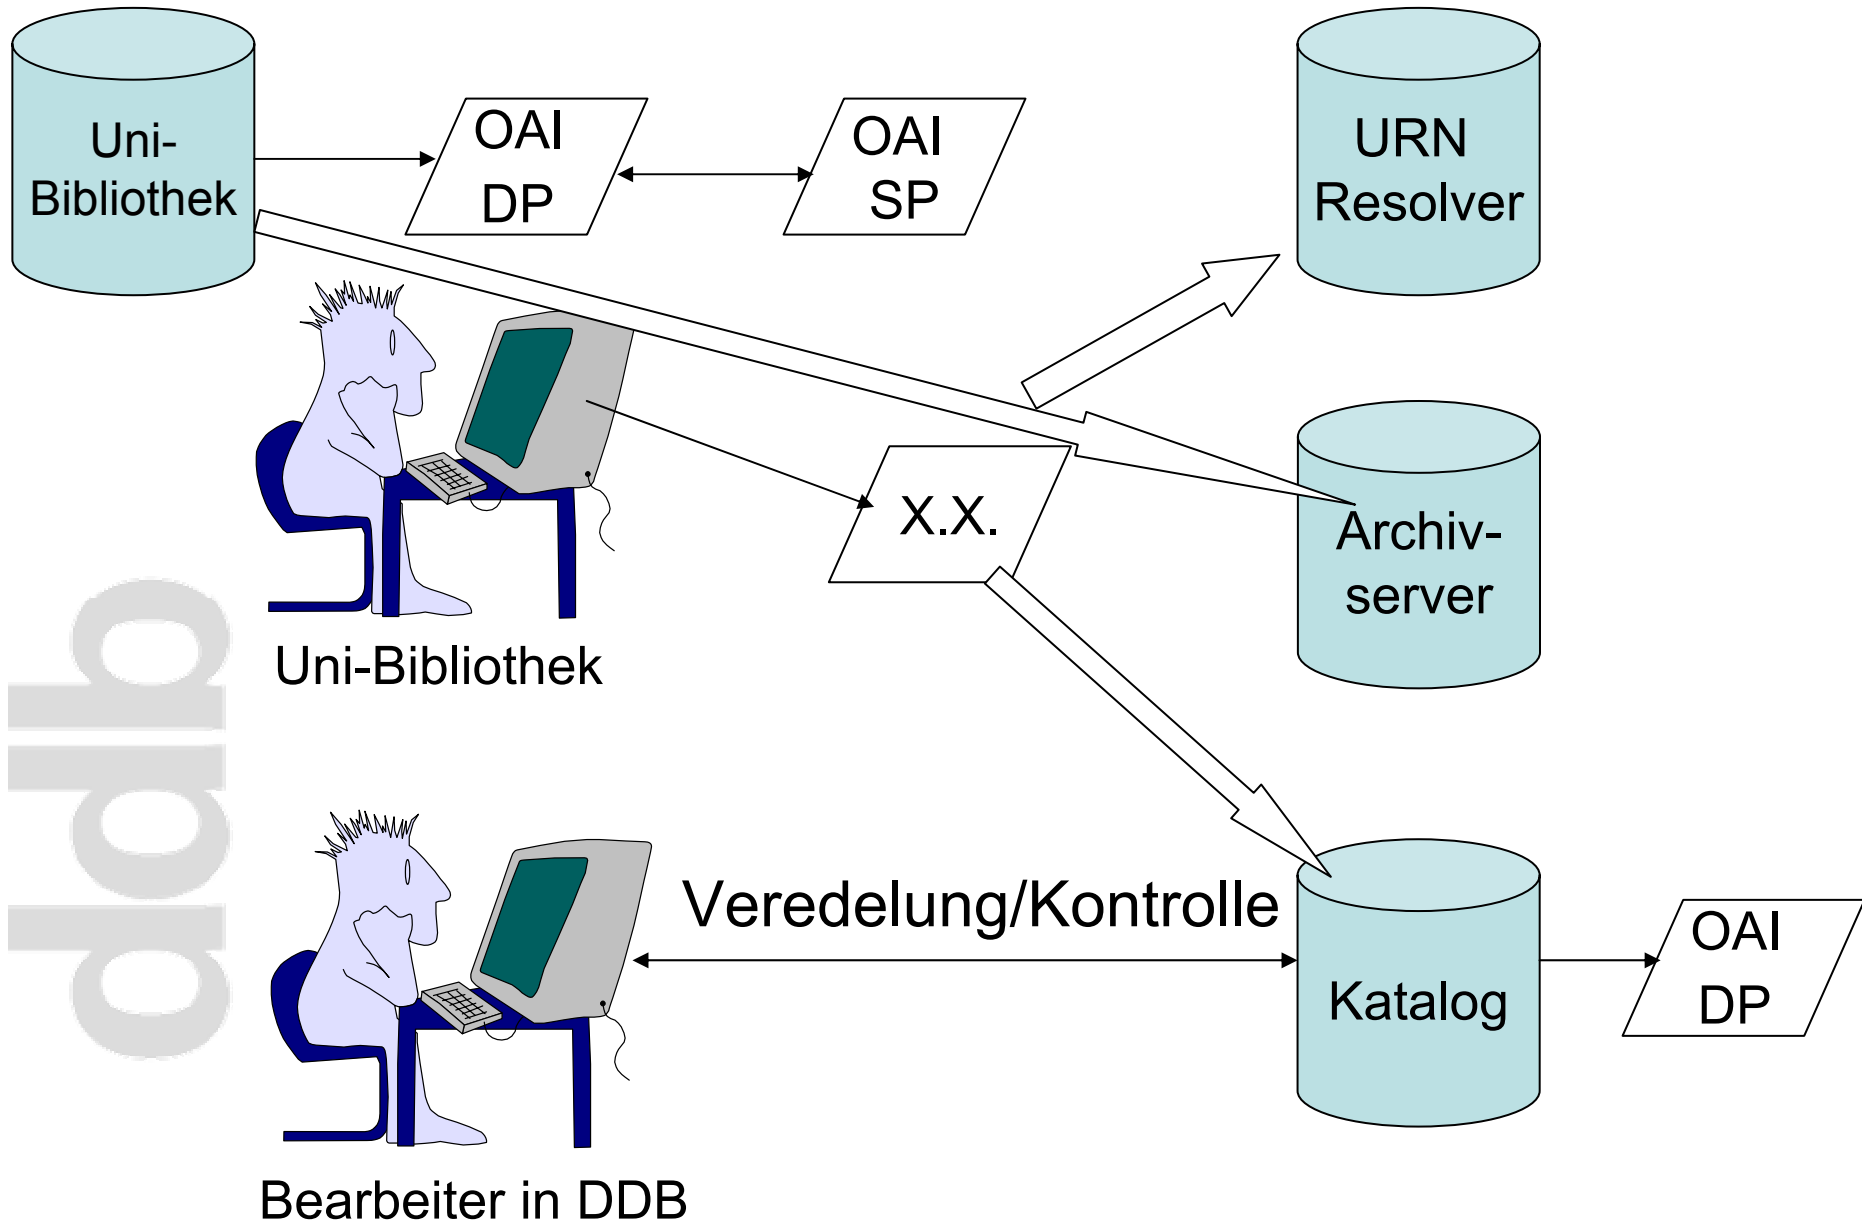 Uni-
Bibliothek
OAI
DP
OAI
SP
URN
Resolver
X.X.
Archiv-
server
Uni-Bibliothek
ddb
Veredelung/Kontrolle
Katalog
OAI
DP
Bearbeiter in DDB